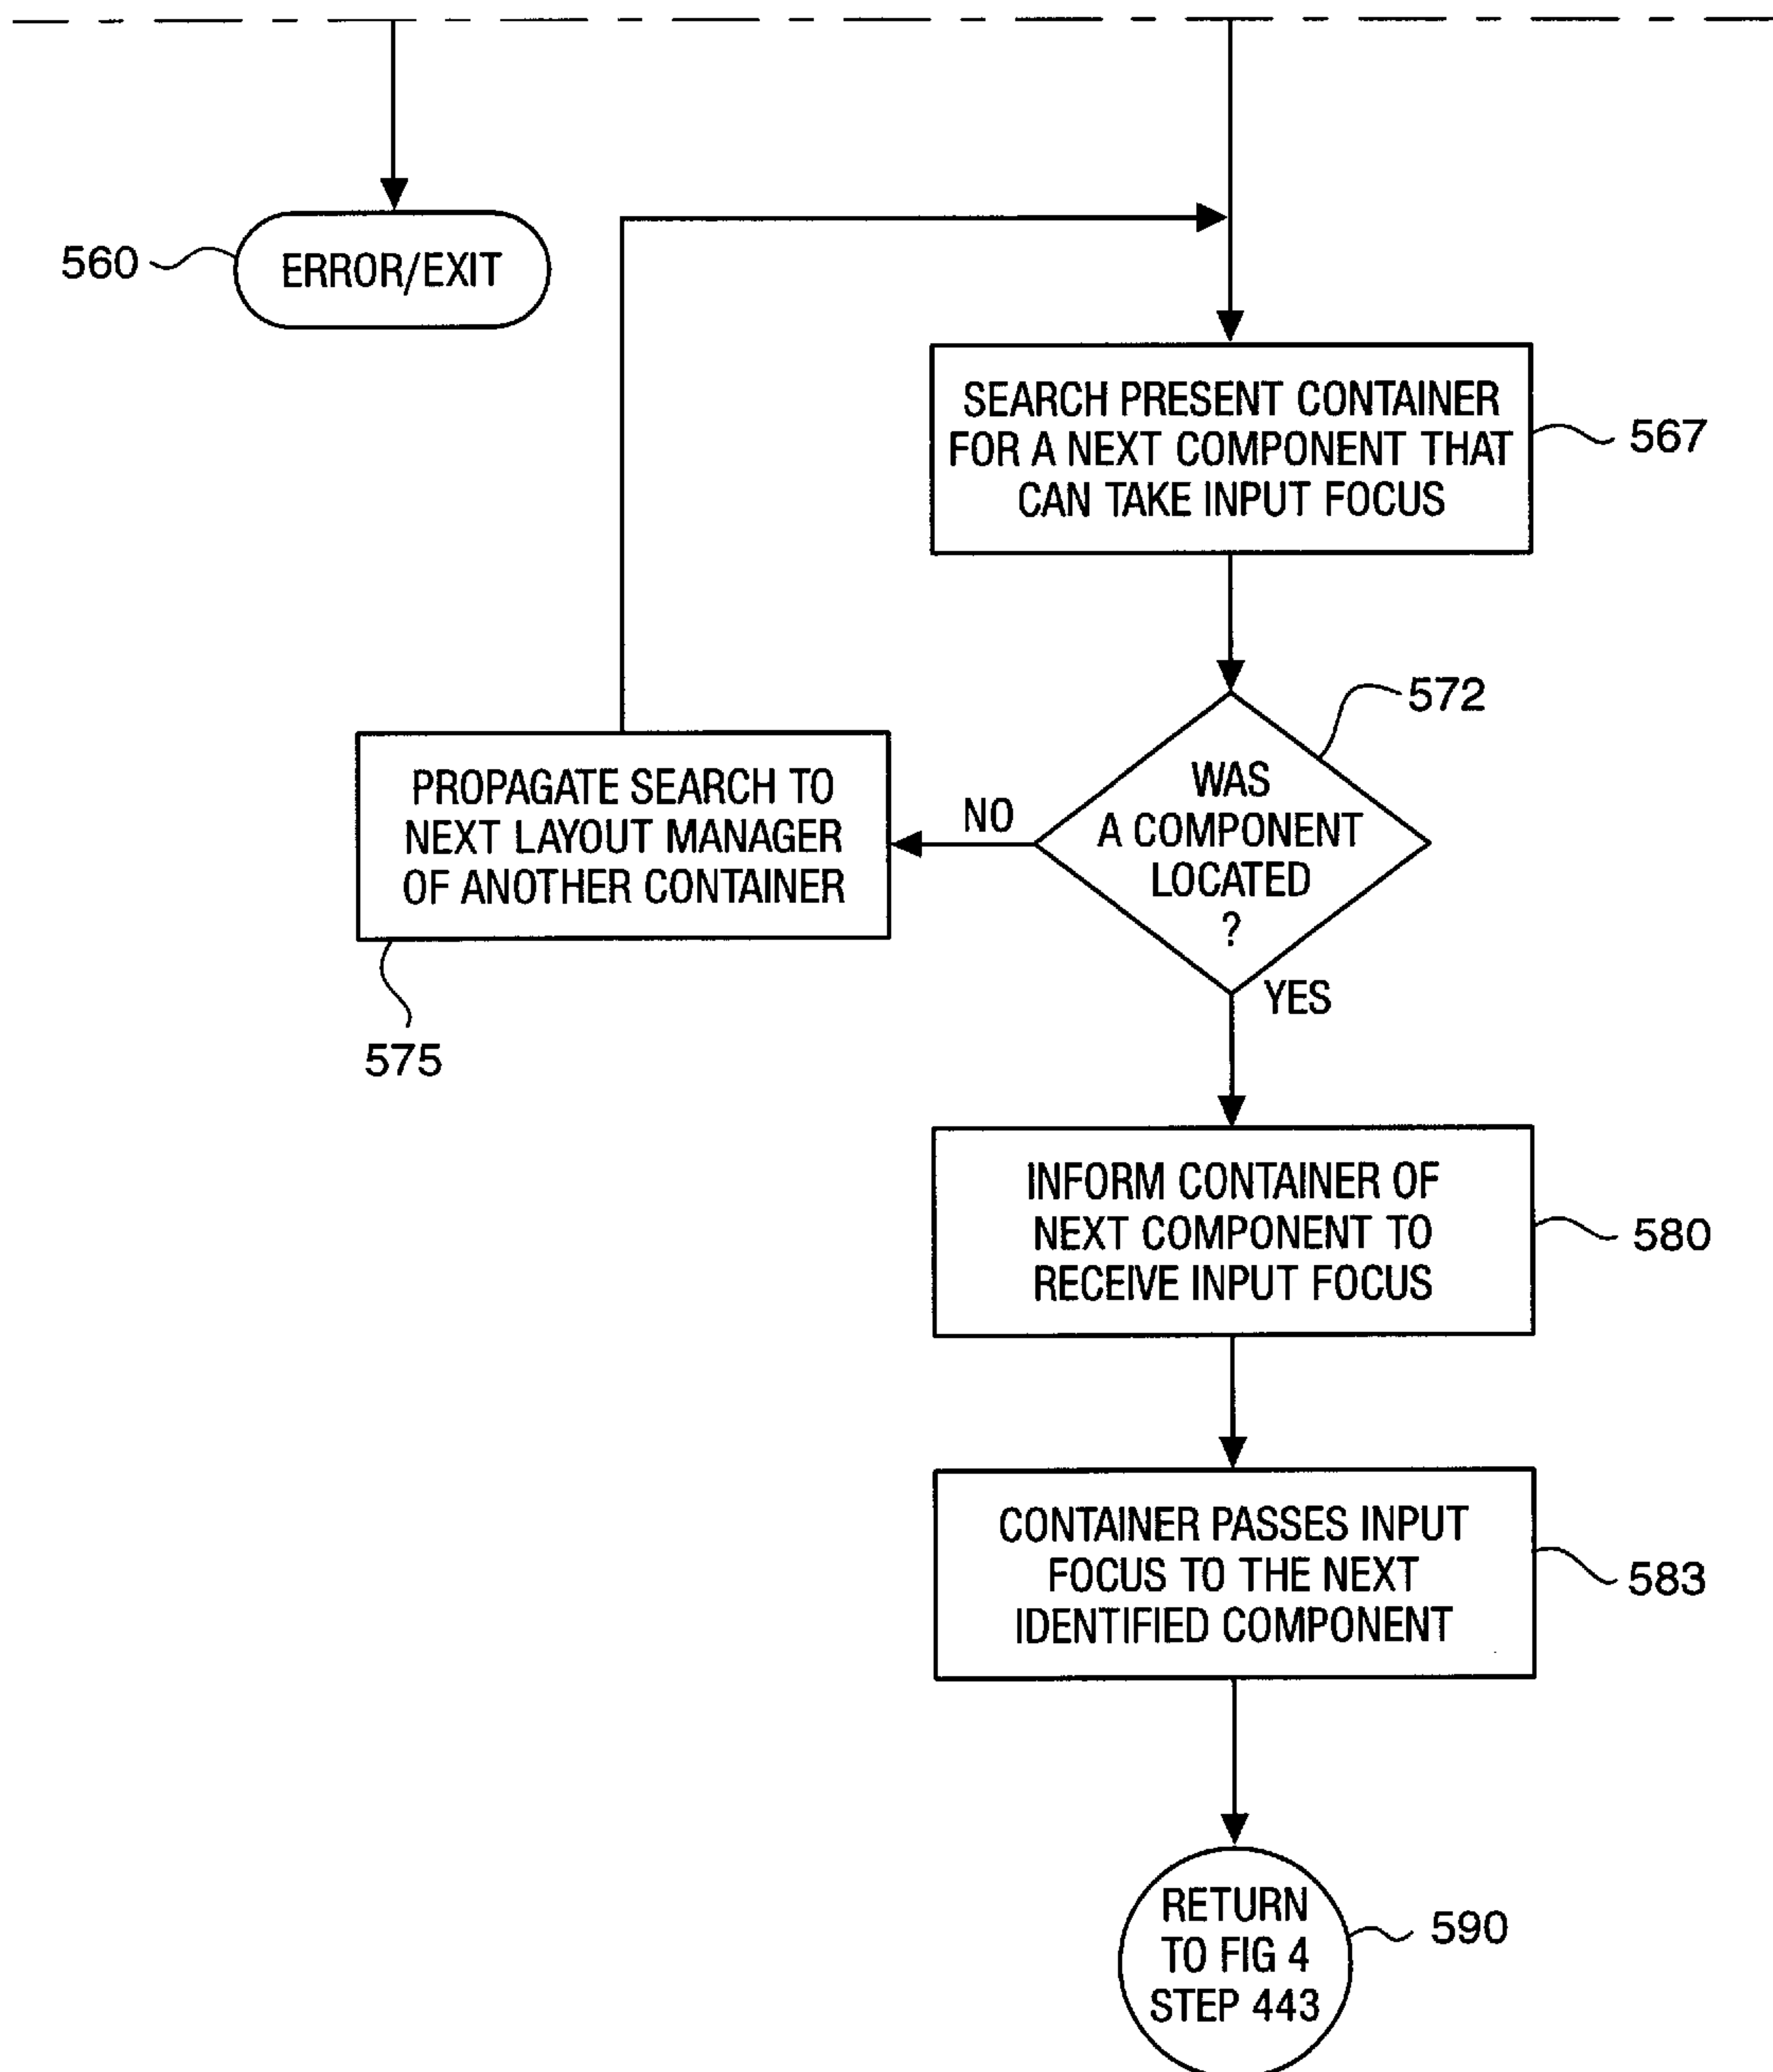 560
ERROR/EXIT
SEARCH PRESENT CONTAINER
FOR A NEXT COMPONENT THAT
CAN TAKE INPUT FOCUS
567
572
WAS
A COMPONENT
LOCATED
?
NO
PROPAGATE SEARCH TO
NEXT LAYOUT MANAGER
OF ANOTHER CONTAINER
575
YES
INFORM CONTAINER OF
NEXT COMPONENT TO
RECEIVE INPUT FOCUS
580
CONTAINER PASSES INPUT
FOCUS TO THE NEXT
IDENTIFIED COMPONENT
583
RETURN
TO FIG 4
STEP 443
590